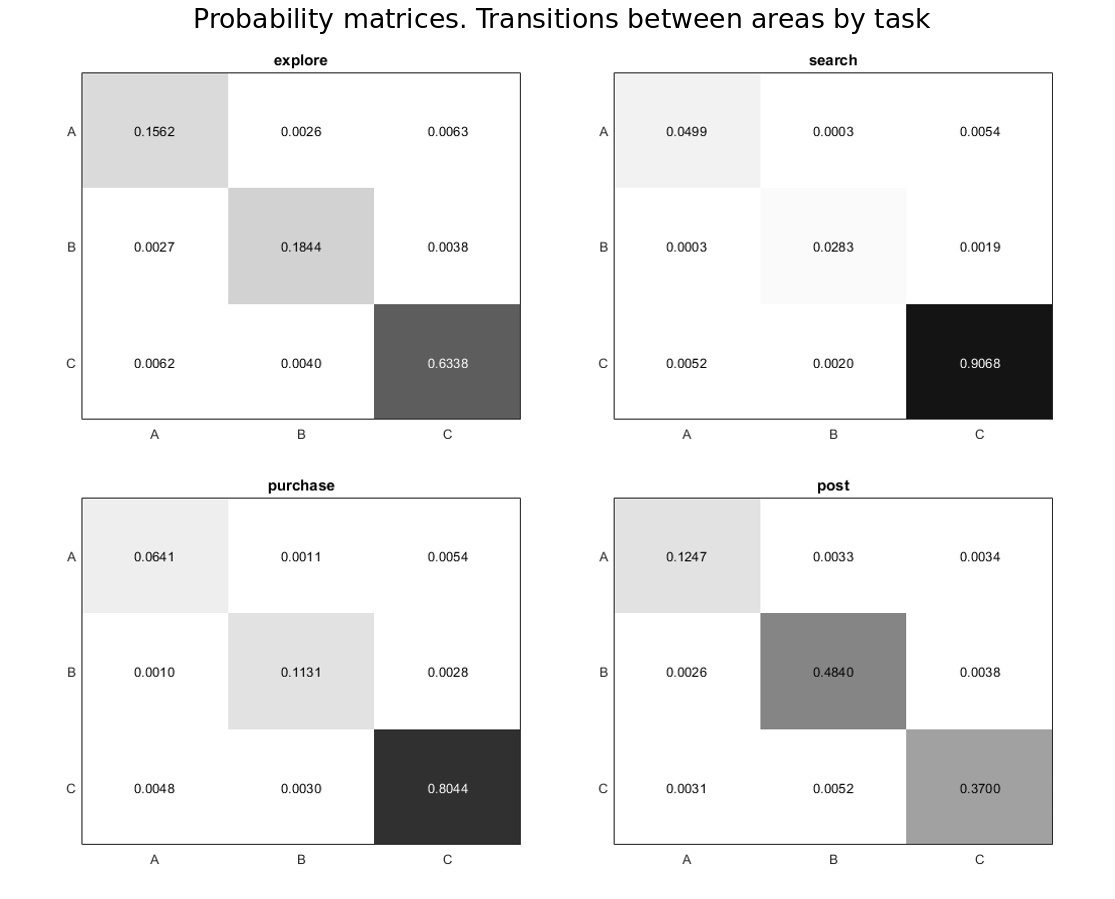 Probability matrices. Transitions between areas by task
explore
A 0.1562 0.0026 0.0063
B 0.0027 0.1844 0.0038
C 0.0062 0.0040 0.6338
A B C
search
A 0.0499 0.0003 0.0054
B 0.0003 0.0283 0.0019
C 0.0052 0.0020 0.9068
A B C
purchase
A 0.0641 0.0011 0.0054
B 0.0010 0.1131 0.0028
C 0.0048 0.0030 0.8044
A B C
post
A 0.1247 0.0033 0.0034
B 0.0026 0.4840 0.0038
C 0.0031 0.0052 0.3700
A B C